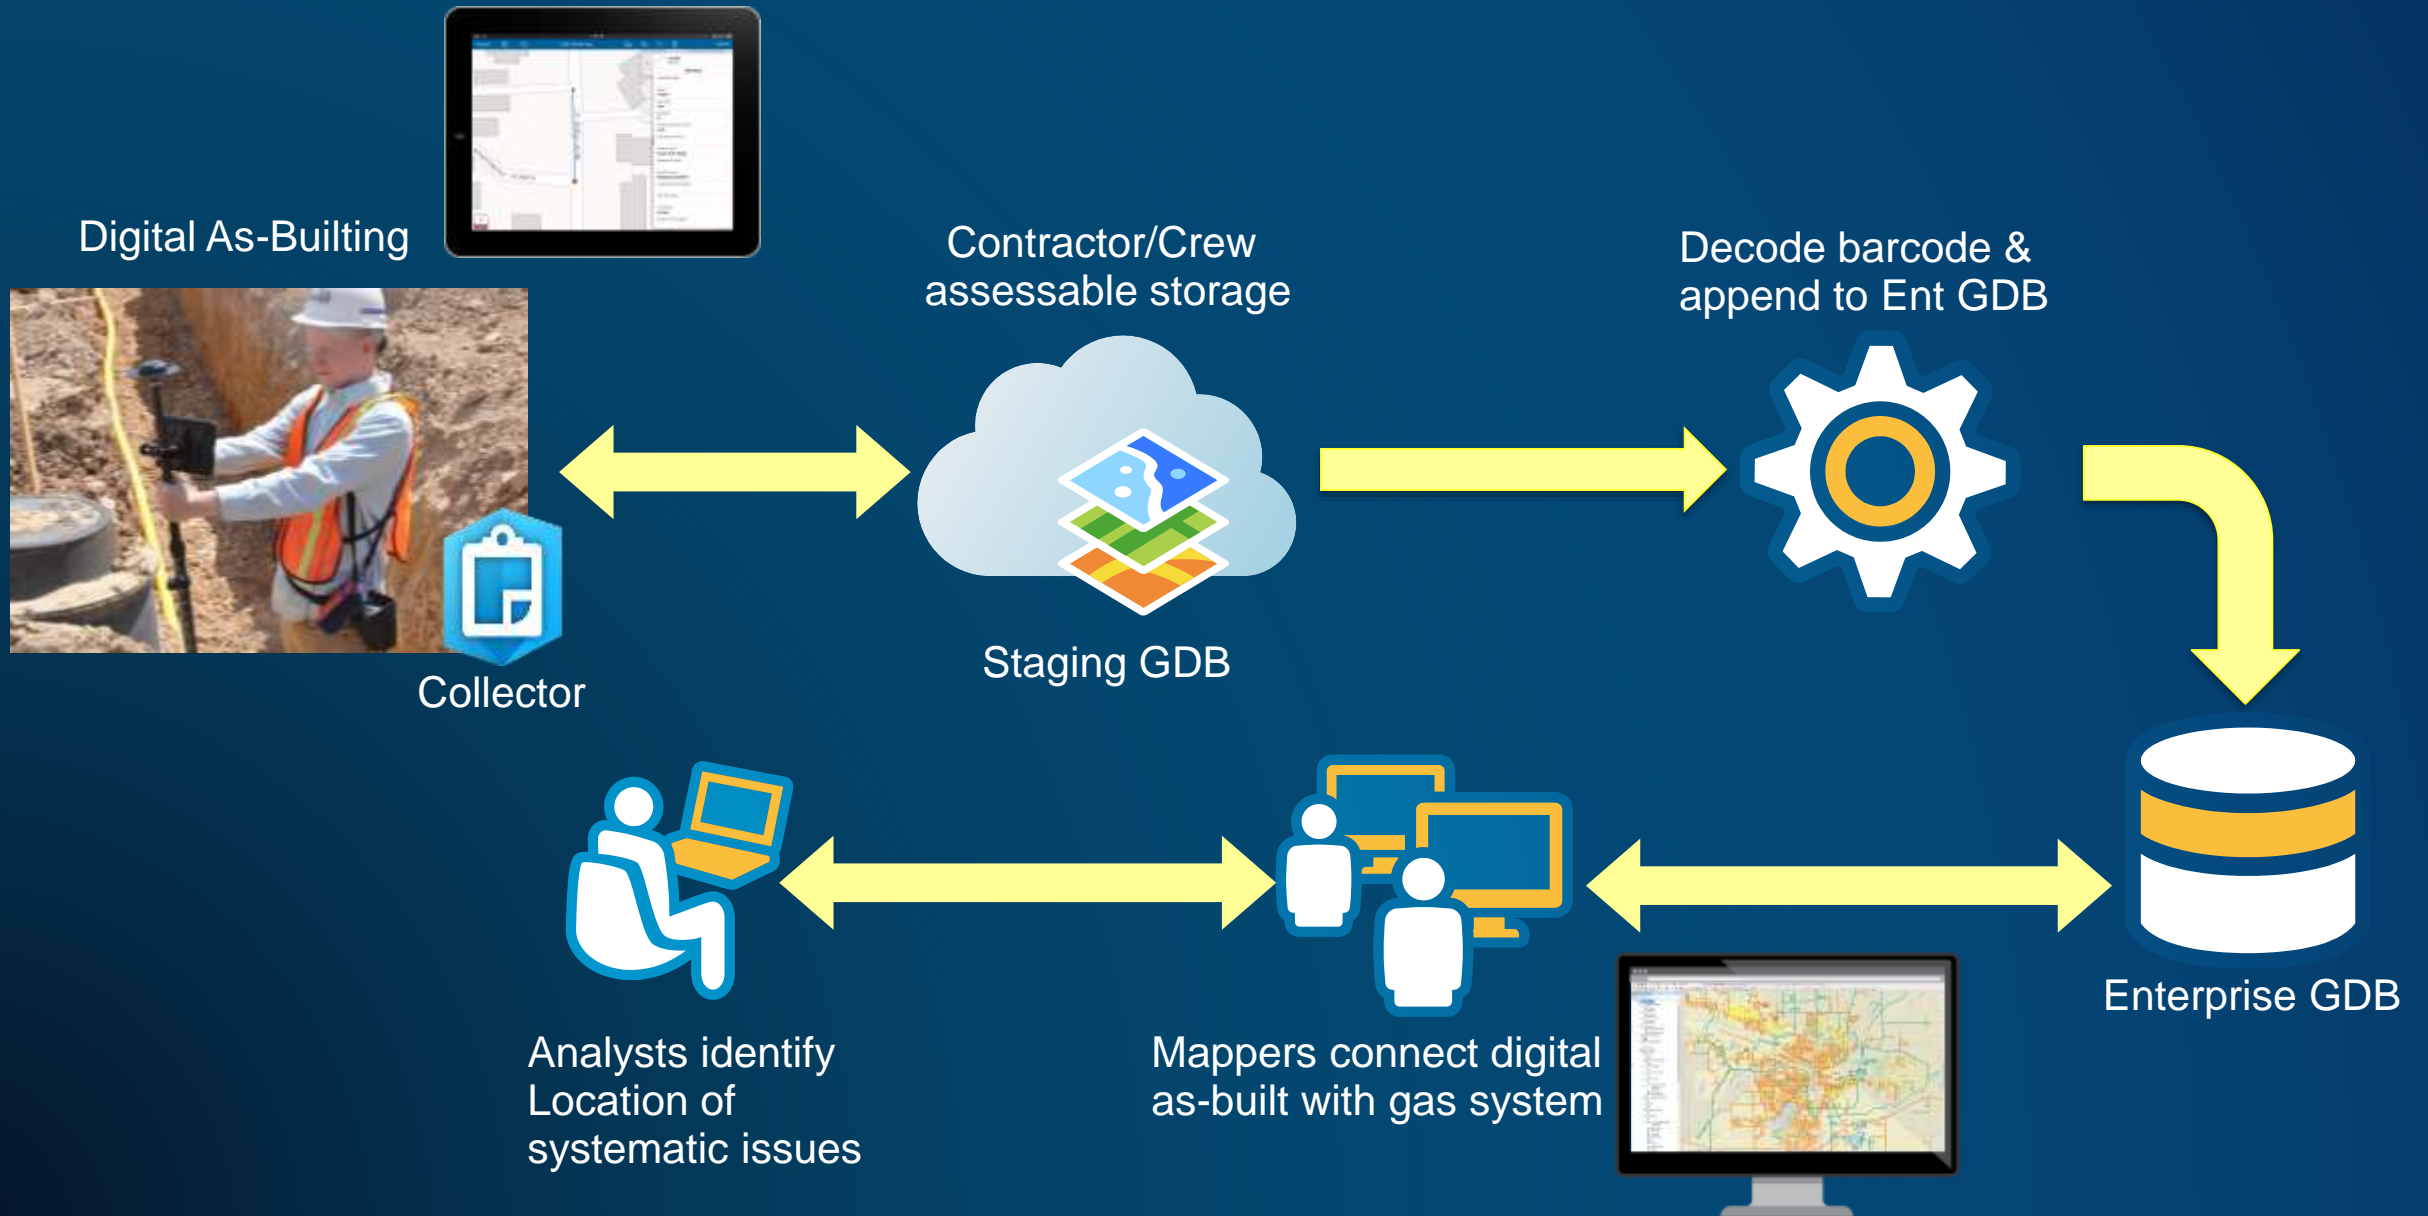 Digital As-Builting
Contractor/Crew
assessable storage
Decode barcode &
append to Ent GDB
Collector
Staging GDB
Enterprise GDB
Analysts identify
Location of
systematic issues
Mappers connect digital
as-built with gas system